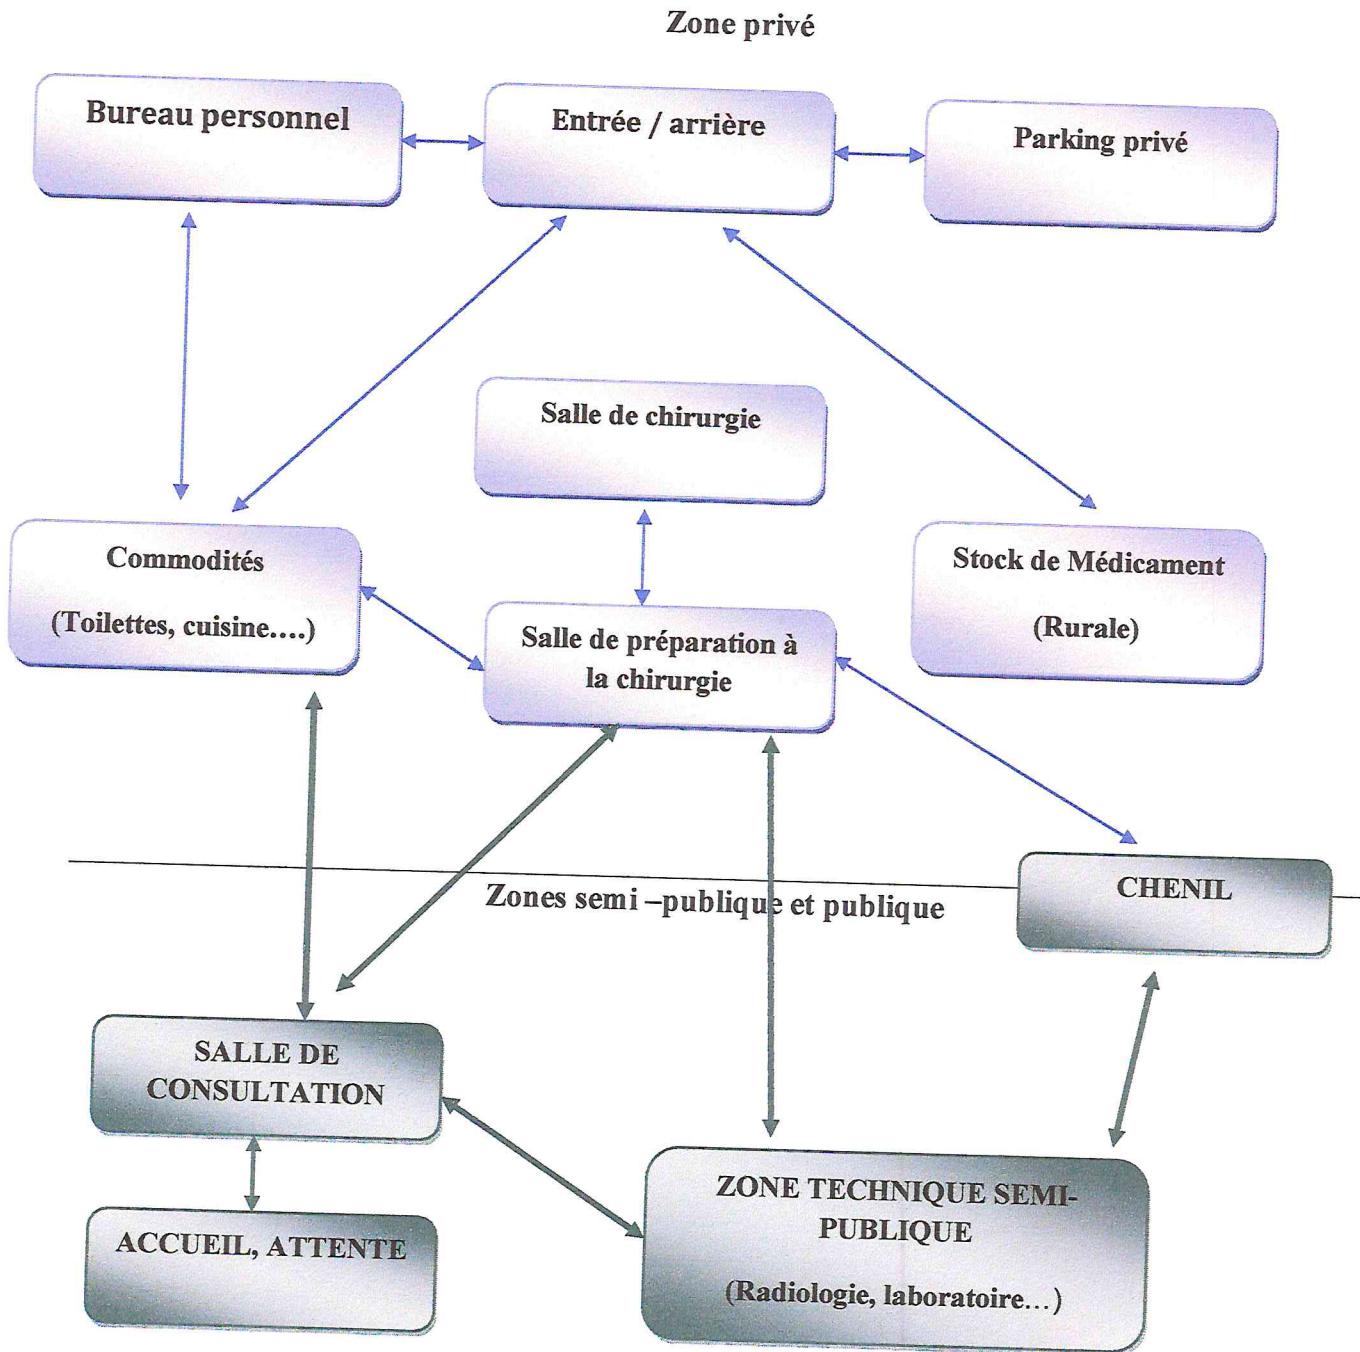 Zone privé
Bureau personnel
Entrée / arrière
Parking privé
Salle de chirurgie
Commodités
(Toilettes, cuisine....)
Stock de Médicament
(Rurale)
Salle de préparation à
la chirurgie
CHENIL
Zones semi –publique et publique
SALLE DE
CONSULTATION
ZONE TECHNIQUE SEMI-
PUBLIQUE
(Radiologie, laboratoire…)
ACCUEIL, ATTENTE